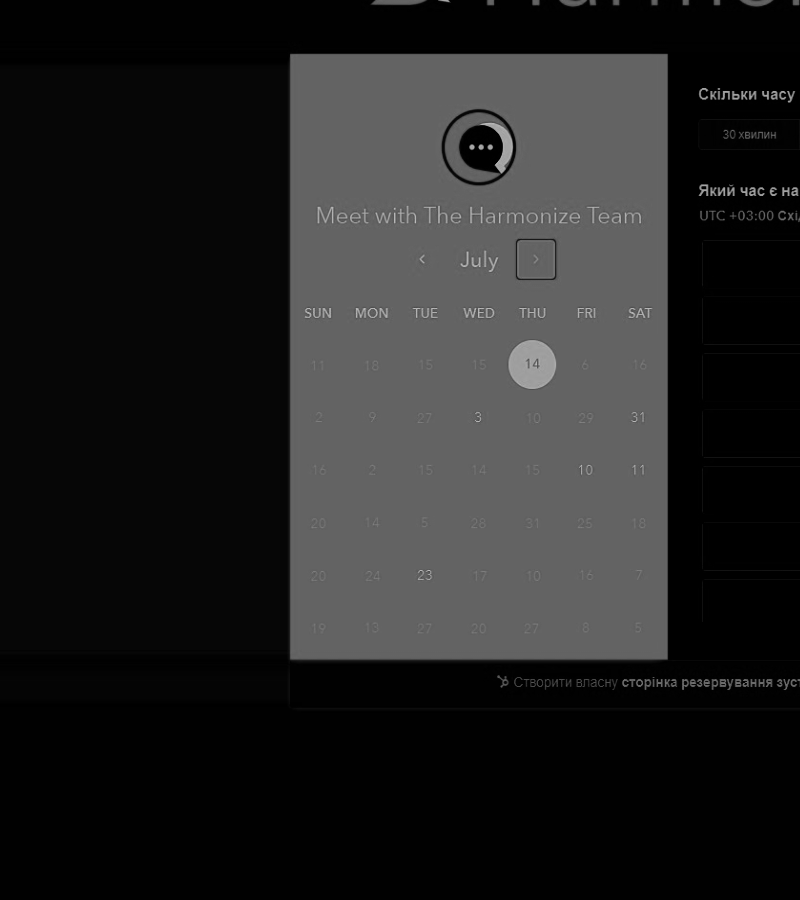 Meet with The Harmonize Team
July
SUN MON TUE WED THU FRI SAT
11 18 15 15 14 6 16
2 9 27 3 10 29 31
16 2 15 14 15 10 11
20 14 5 28 31 25 18
20 24 5 23 17 10 16 7
19 13 27 20 27 8 5
Скільки часу
30 хвилин
Який час є на
UTC +03:00 Схі
Створити власну сторінка резервування зуст